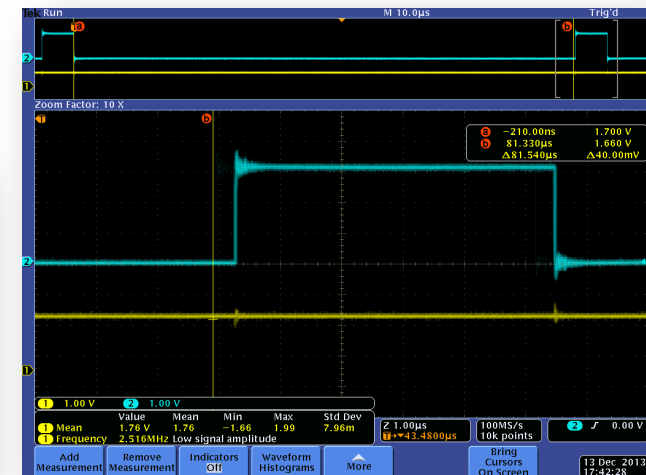 Tek Run M 10.0µs Trig'd
a b
2
1
Zoom Factor: 10 X
T b
a −210.00ns 1.700 V
b 81.330µs 1.660 V
Δ81.540µs Δ40.00mV
2
1
1 1.00 V 2 1.00 V
Value Mean Min Max Std Dev
1 Mean 1.76 V 1.76 −1.66 1.99 7.96m
1 Frequency 2.516MHz Low signal amplitude
Z 1.00µs
T→▼43.4800µs
100MS/s
10k points
2 0.00 V
Add Measurement
Remove Measurement
Indicators Off
Waveform Histograms
More
Bring Cursors On Screen
13 Dec 2013
17:42:28